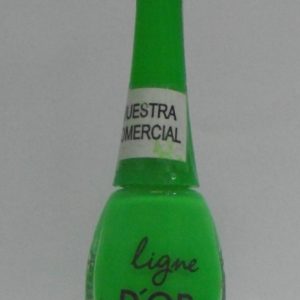 UESTRA
OMERCIAL
ligne
D'OR